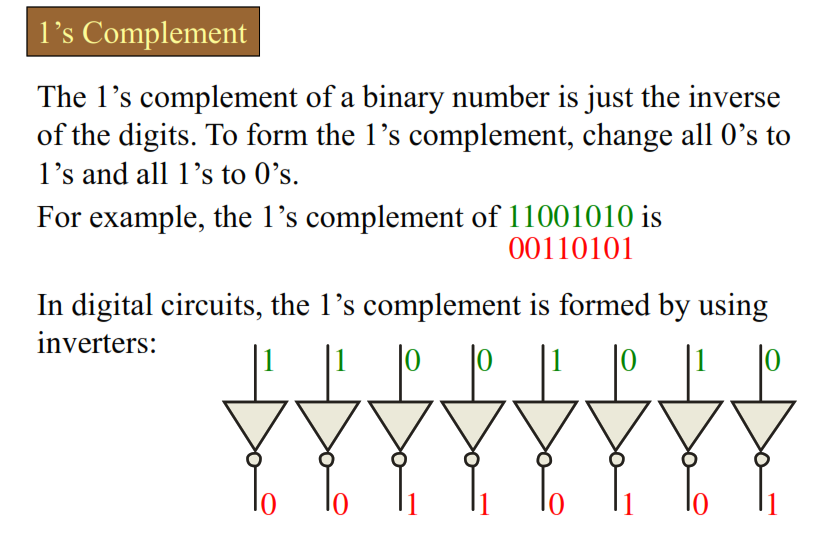 1’s Complement
The 1’s complement of a binary number is just the inverse
of the digits. To form the 1’s complement, change all 0’s to
1’s and all 1’s to 0’s.
For example, the 1’s complement of 11001010 is
00110101
In digital circuits, the 1’s complement is formed by using
inverters:
1 1 0 0 1 0 1 0
0 0 1 1 0 1 0 1